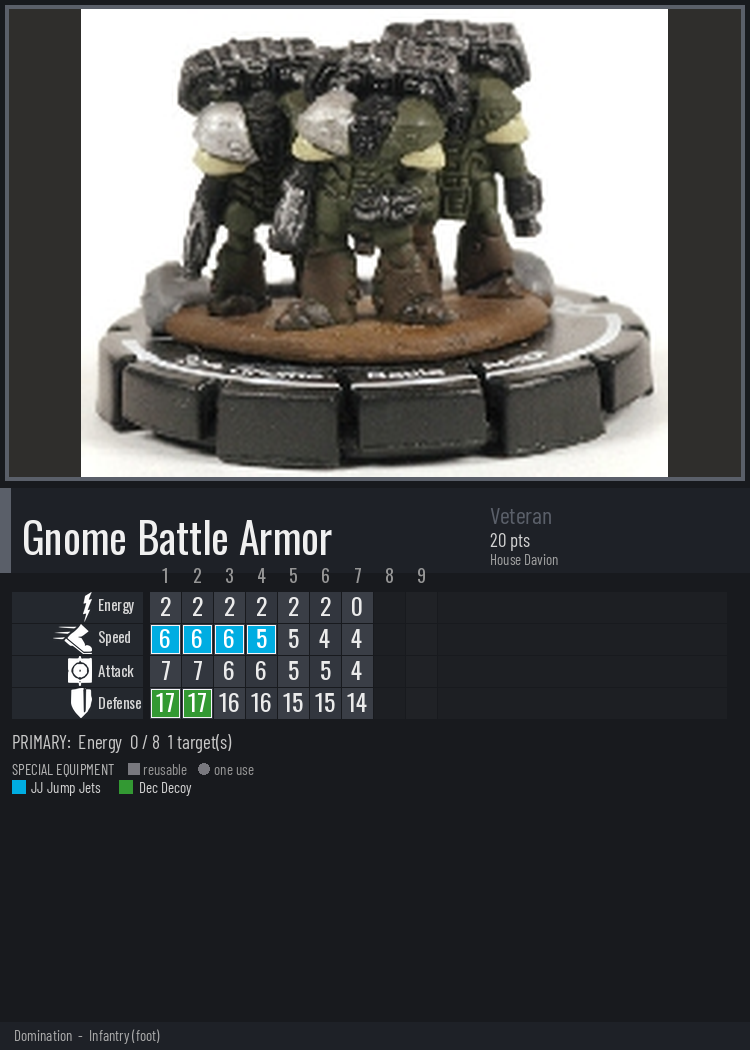 Battle
Gnome Battle Armor
Veteran
20 pts
House Davion
1 2 3 4 5 6 7 8 9
Energy 2 2 2 2 2 2 0
Speed 6 6 6 5 5 4 4
Attack 7 7 6 6 5 5 4
Defense 17 17 16 16 15 15 14
PRIMARY: Energy 0 / 8 1 target(s)
SPECIAL EQUIPMENT reusable one use
JJ Jump Jets Dec Decoy
Domination - Infantry (foot)